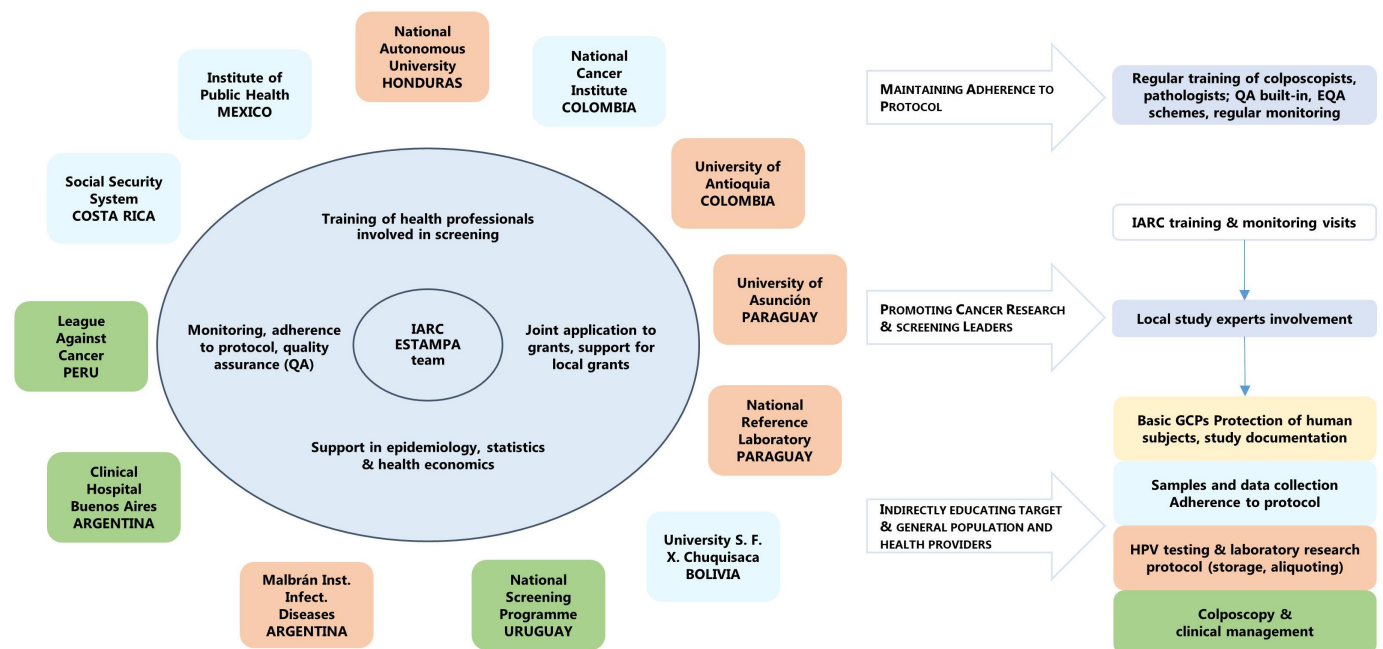 National
Autonomous
University
HONDURAS
National
Cancer
Institute
COLOMBIA
Institute of
Public Health
MEXICO
University of
Antioquia
COLOMBIA
Social Security
System
COSTA RICA
University of
Asunción
PARAGUAY
League
Against
Cancer
PERU
National
Reference
Laboratory
PARAGUAY
Clinical
Hospital
Buenos Aires
ARGENTINA
University S. F.
X. Chuquisaca
BOLIVIA
Malbrán Inst.
Infect.
Diseases
ARGENTINA
National
Screening
Programme
URUGUAY
Training of health professionals
involved in screening
Monitoring, adherence
to protocol, quality
assurance (QA)
IARC
ESTAMPA
team
Joint application to
grants, support for
local grants
Support in epidemiology, statistics
& health economics
MAINTAINING ADHERENCE TO
PROTOCOL
Regular training of colposcopists,
pathologists; QA built-in, EQA
schemes, regular monitoring
IARC training & monitoring visits
PROMOTING CANCER RESEARCH
& SCREENING LEADERS
Local study experts involvement
INDIRECTLY EDUCATING TARGET
& GENERAL POPULATION AND
HEALTH PROVIDERS
Basic GCPs Protection of human
subjects, study documentation
Samples and data collection
Adherence to protocol
HPV testing & laboratory research
protocol (storage, aliquoting)
Colposcopy &
clinical management